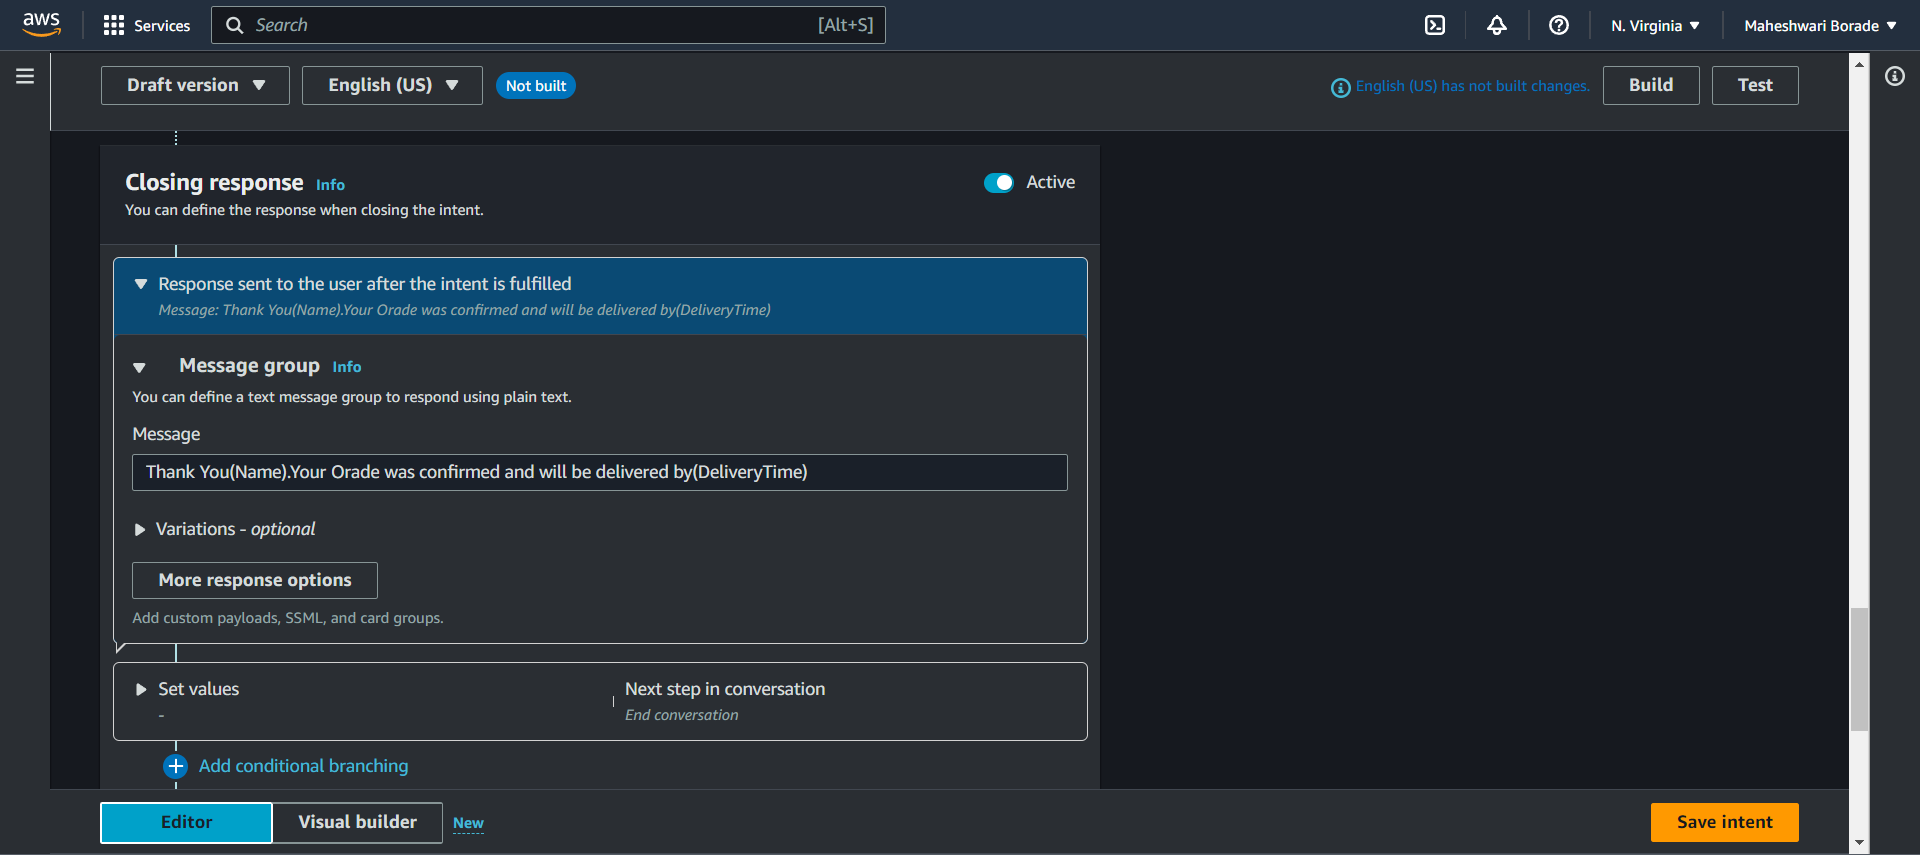 aws Services Search [Alt+S] N. Virginia Maheshwari Borade
Draft version English (US) Not built English (US) has not built changes. Build Test
Closing response Info Active
You can define the response when closing the intent.
Response sent to the user after the intent is fulfilled
Message: Thank You(Name).Your Orade was confirmed and will be delivered by(DeliveryTime)
Message group Info
You can define a text message group to respond using plain text.
Message
Thank You(Name).Your Orade was confirmed and will be delivered by(DeliveryTime)
Variations - optional
More response options
Add custom payloads, SSML, and card groups.
Set values Next step in conversation
- End conversation
Add conditional branching
Editor Visual builder New Save intent